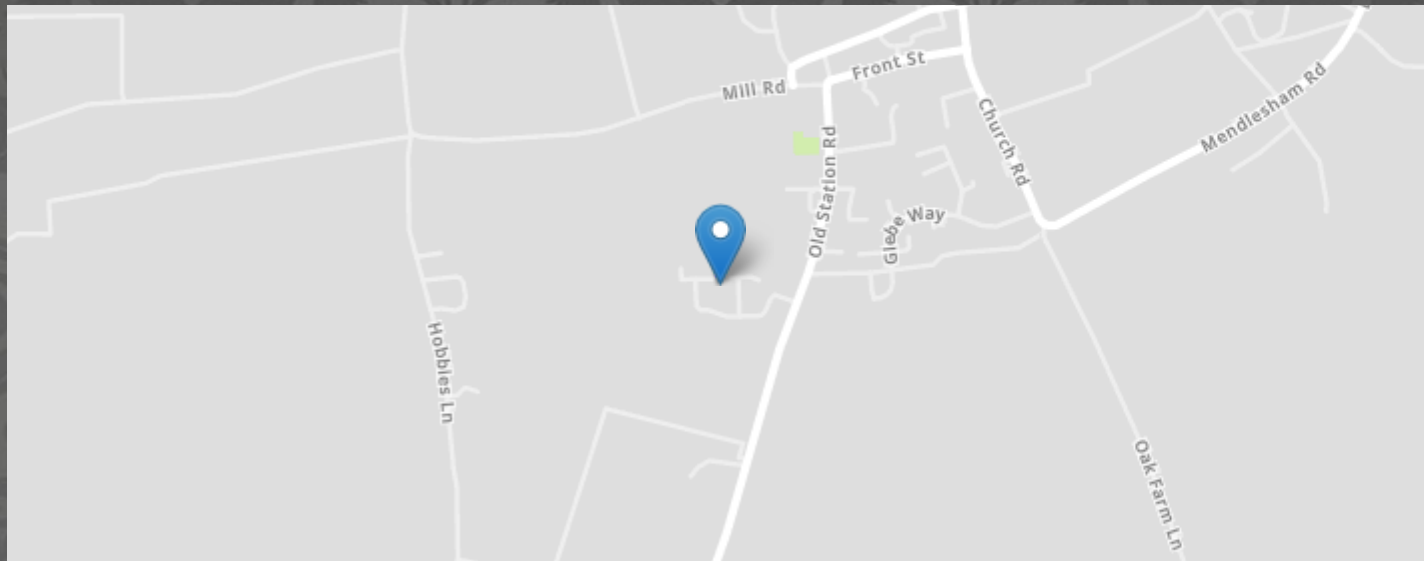 Front St
Mill Rd
Mendlesham Rd
Church Rd
Old Station Rd
Glebe Way
Hobbies Ln
Oak Farm Ln